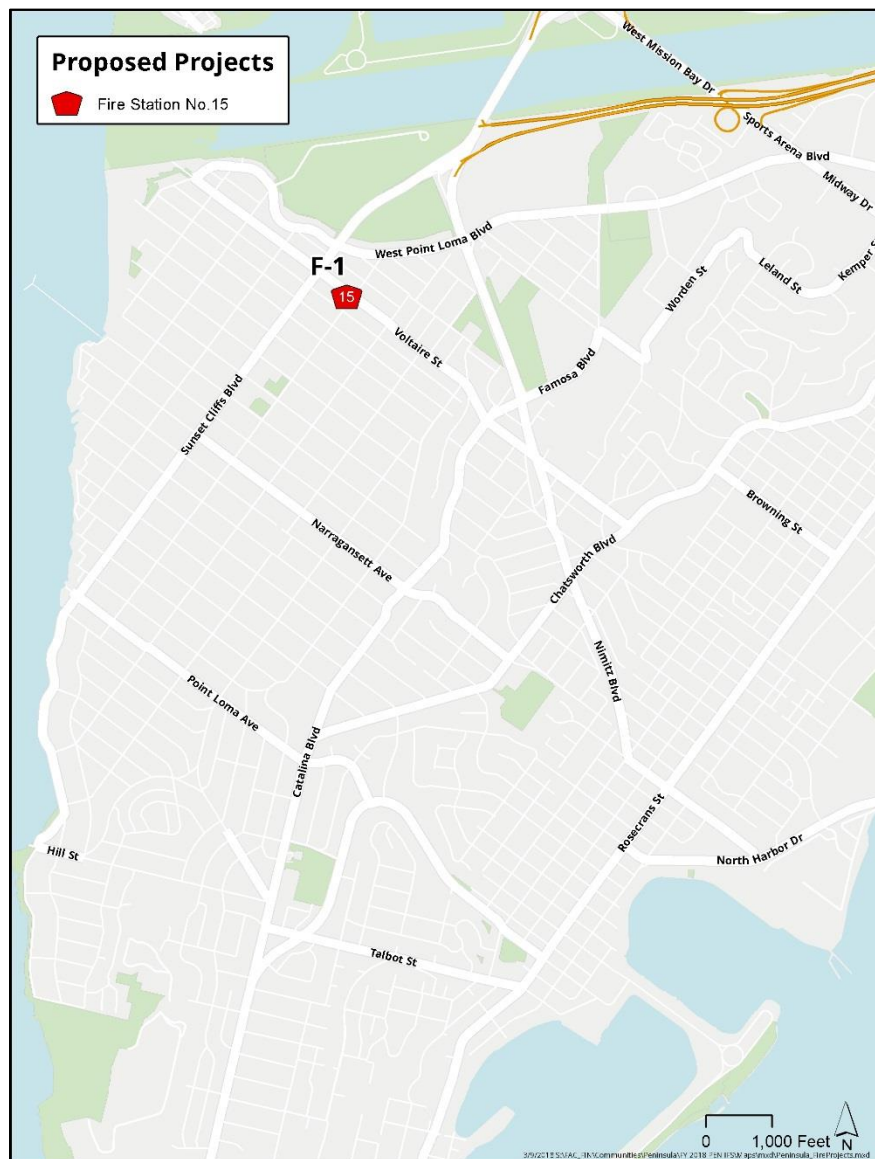 Proposed Projects
15 Fire Station No.15
West Mission Bay Dr
Sports Arena Blvd
Midway Dr
Kemper S
West Point Loma Blvd
Leland St
Worden St
F-1
15
Voltaire St
Famosa Blvd
Sunset Cliffs Blvd
Browning St
Narragansett Ave
Chatsworth Blvd
Nimitz Blvd
Point Loma Ave
Catalina Blvd
Rosecrans St
Hill St
North Harbor Dr
Talbot St
0 1,000 Feet
N